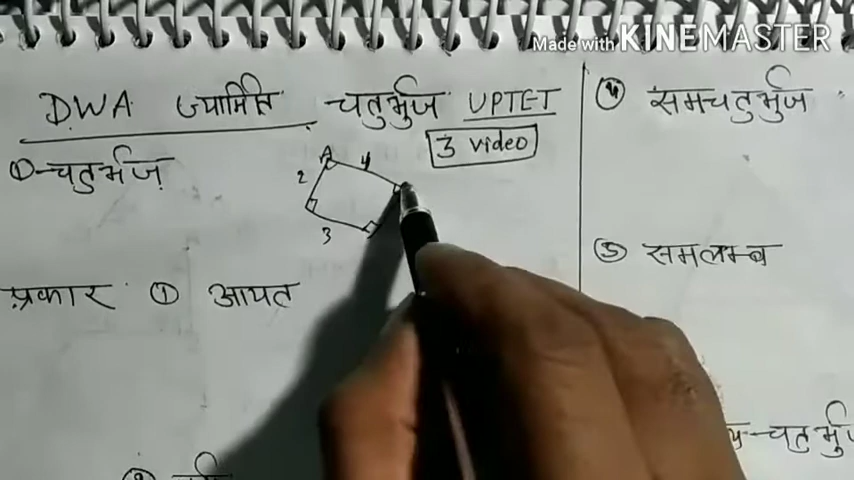 Made with KINEMASTER
DWA ज्यामिति चतुर्भुज UPTET
3 video
① चतुर्भुज
A
4
2
3
प्रकार ① आयत
④ समचतुर्भुज
⑤ समलम्ब
चतुर्भुज